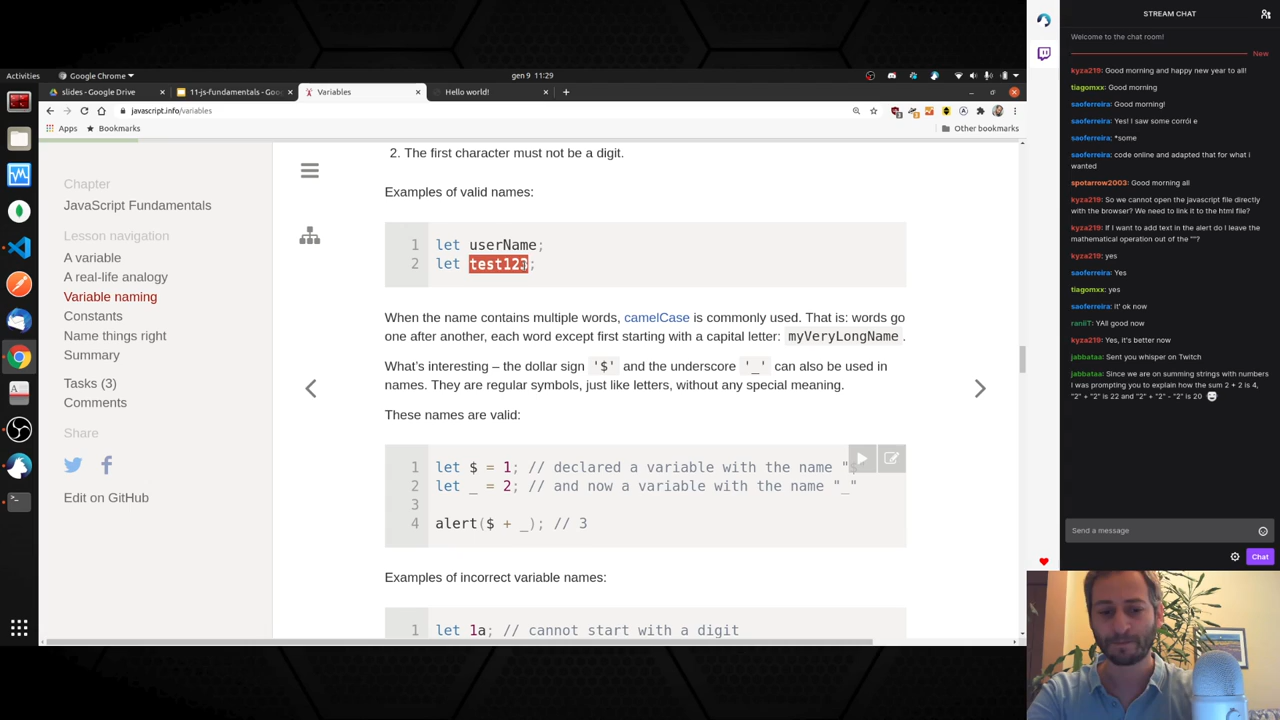 STREAM CHAT
Activities
Google Chrome
gen 9 11:29
slides - Google Drive
11-js-fundamentals - Goo
Variables
Hello world!
javascript.info/variables
Apps
Bookmarks
Other bookmarks
Chapter
JavaScript Fundamentals
Lesson navigation
A variable
A real-life analogy
Variable naming
Constants
Name things right
Summary
Tasks (3)
Comments
Share
Edit on GitHub
2. The first character must not be a digit.
Examples of valid names:
1 let userName;
2 let test123;
When the name contains multiple words, camelCase is commonly used. That is: words go
one after another, each word except first starting with a capital letter: myVeryLongName .
What's interesting – the dollar sign '$' and the underscore '_' can also be used in
names. They are regular symbols, just like letters, without any special meaning.
These names are valid:
1 let $ = 1; // declared a variable with the name "$"
2 let _ = 2; // and now a variable with the name "_"
3
4 alert($ + _); // 3
Examples of incorrect variable names:
1 let 1a; // cannot start with a digit
Welcome to the chat room!
New
kyza219: Good morning and happy new year to all!
tiagomxx: Good morning
saoferreira: Good morning!
saoferreira: Yes! I saw some corrói e
saoferreira: *some
saoferreira: code online and adapted that for what I
wanted
spotarrow2003: Good morning all
kyza219: So we cannot open the javascript file directly
with the browser? We need to link it to the html file?
kyza219: If I want to add text in the alert do I leave the
mathematical operation out of the ""?
kyza219: yes
saoferreira: Yes
tiagomxx: yes
saoferreira: it' ok now
raniiT: YAll good now
kyza219: Yes, it's better now
jabbataa: Sent you whisper on Twitch
jabbataa: Since we are on summing strings with numbers
I was prompting you to explain how the sum 2 + 2 is 4,
"2" + "2" is 22 and "2" + "2" - "2" is 20
Send a message
Chat